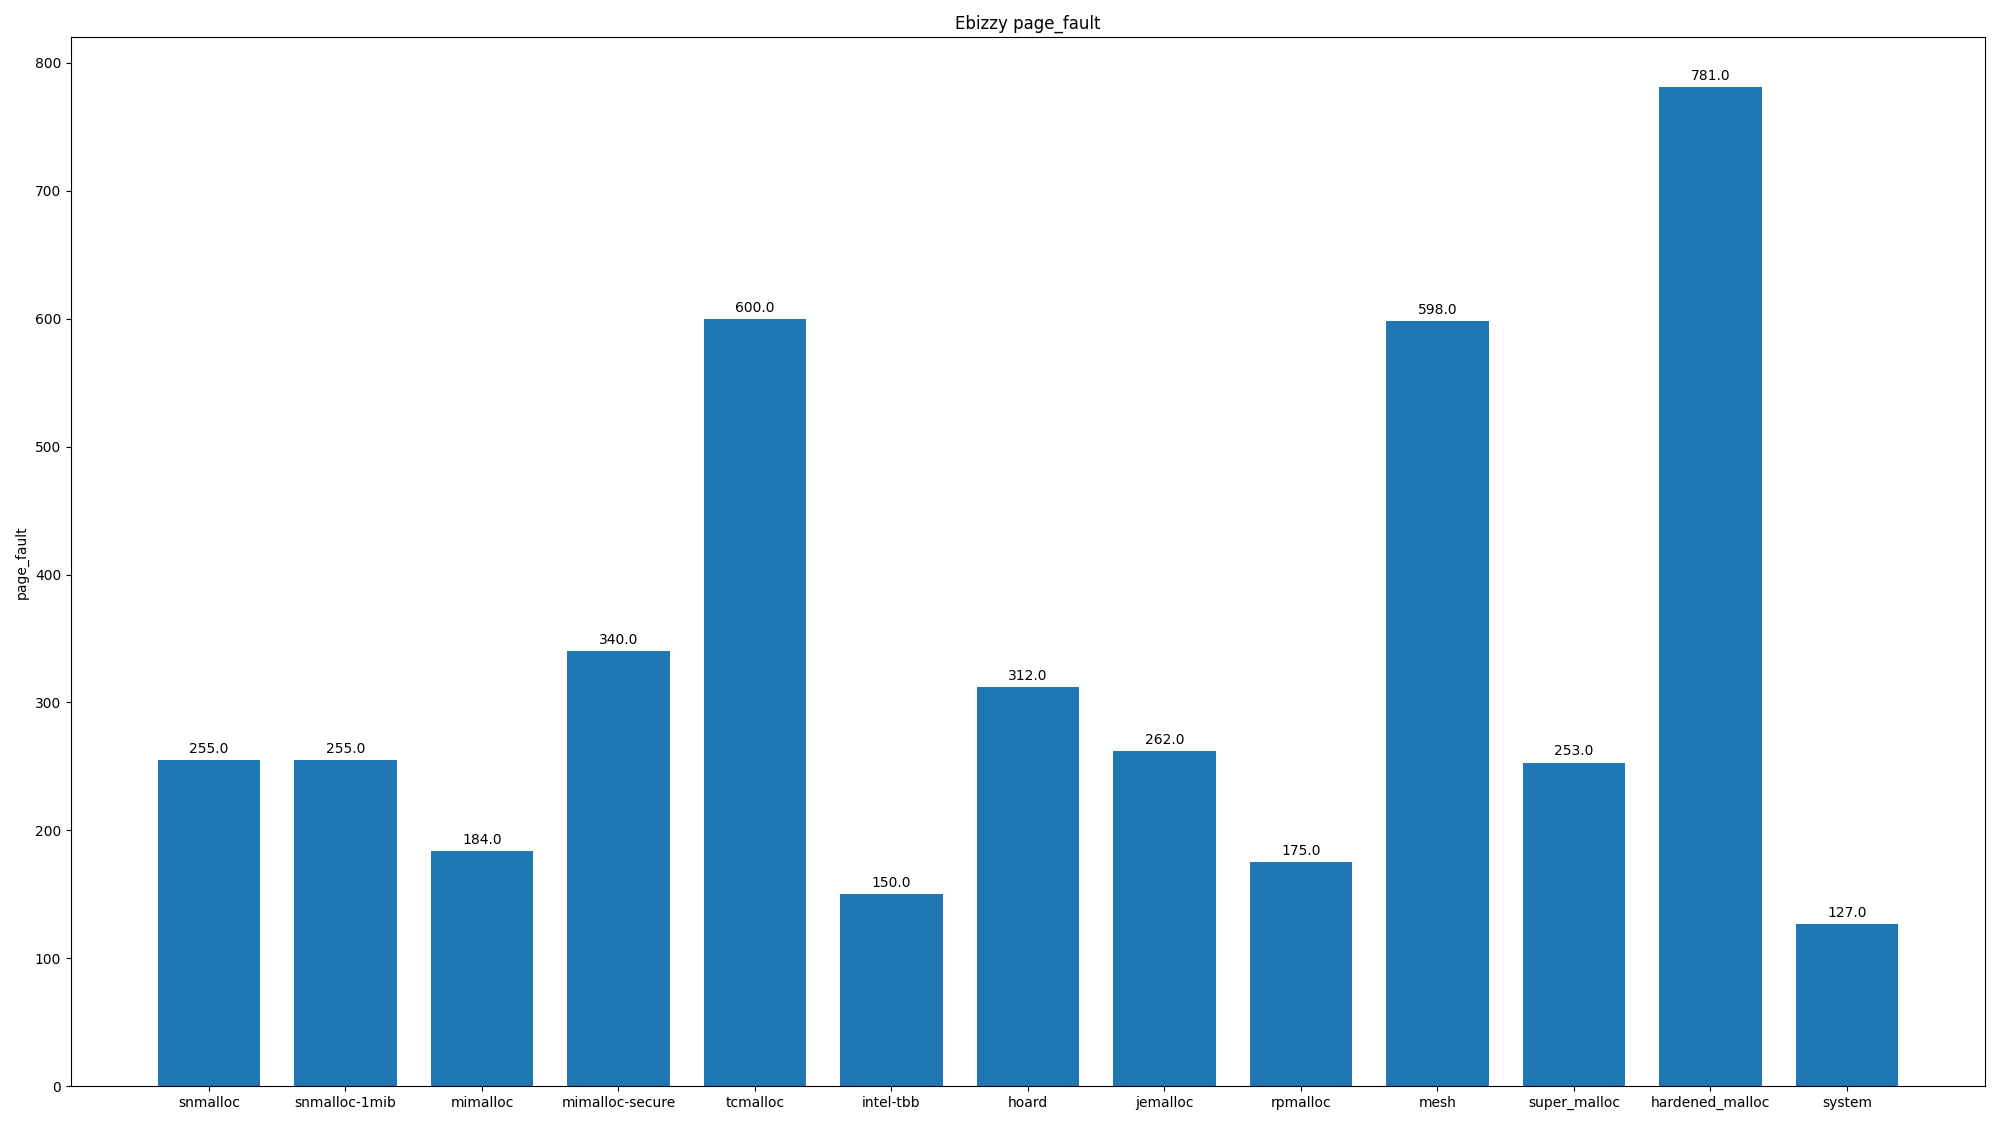 Ebizzy page_fault
page_fault
800
700
600
500
400
300
200
100
0
255.0
255.0
184.0
340.0
600.0
150.0
312.0
262.0
175.0
598.0
253.0
781.0
127.0
snmalloc
snmalloc-1mib
mimalloc
mimalloc-secure
tcmalloc
intel-tbb
hoard
jemalloc
rpmalloc
mesh
super_malloc
hardened_malloc
system